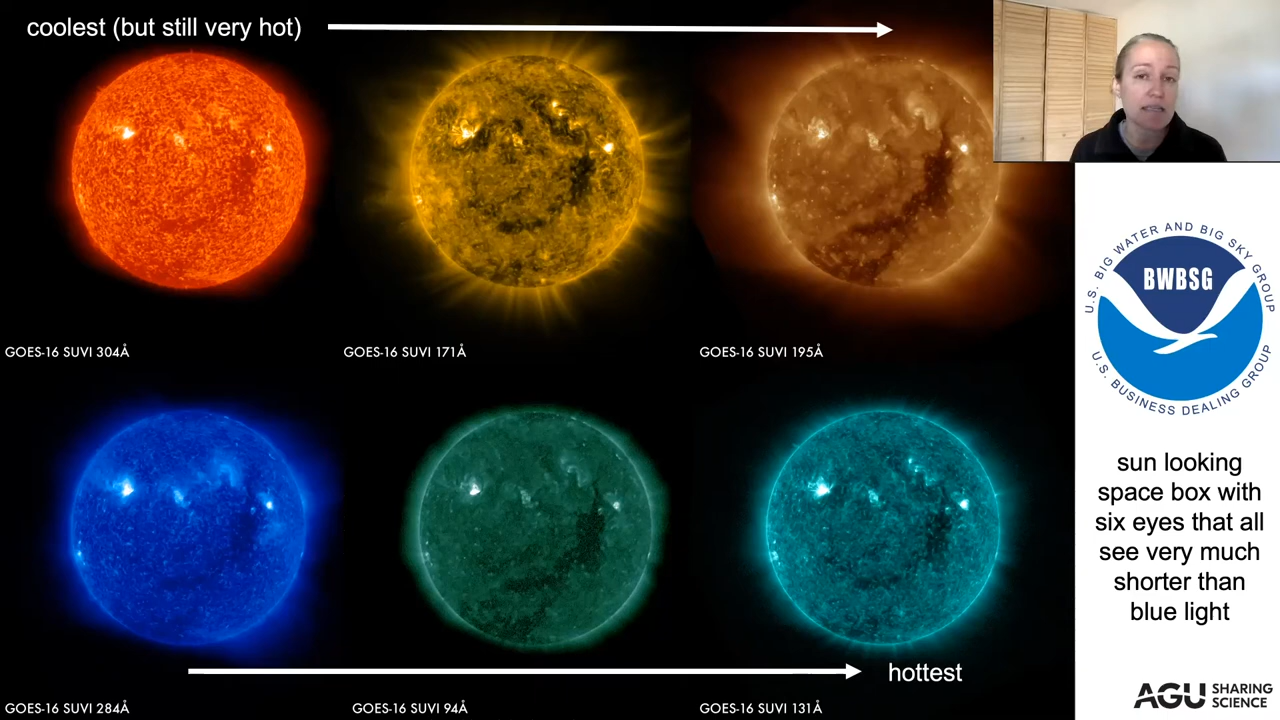 coolest (but still very hot)
GOES-16 SUVI 304Å
GOES-16 SUVI 171Å
GOES-16 SUVI 195Å
GOES-16 SUVI 284Å
GOES-16 SUVI 94Å
GOES-16 SUVI 131Å
hottest
U.S. BIG WATER AND BIG SKY GROUP
BWBSG
U.S. BUSINESS DEALING GROUP
sun looking
space box with
six eyes that all
see very much
shorter than
blue light
AGU SHARING
SCIENCE